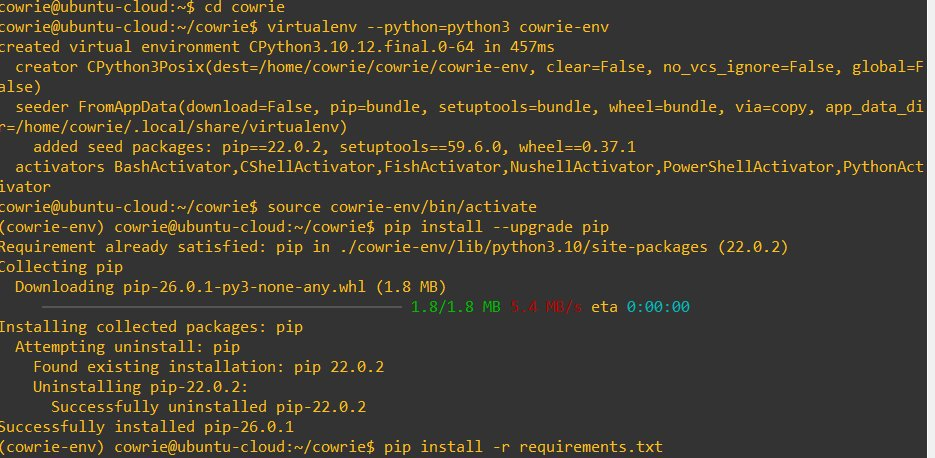 cowrie@ubuntu-cloud:~$ cd cowrie
cowrie@ubuntu-cloud:~/cowrie$ virtualenv --python=python3 cowrie-env
created virtual environment CPython3.10.12.final.0-64 in 457ms
  creator CPython3Posix(dest=/home/cowrie/cowrie/cowrie-env, clear=False, no_vcs_ignore=False, global=F
alse)
  seeder FromAppData(download=False, pip=bundle, setuptools=bundle, wheel=bundle, via=copy, app_data_di
r=/home/cowrie/.local/share/virtualenv)
    added seed packages: pip==22.0.2, setuptools==59.6.0, wheel==0.37.1
  activators BashActivator,CShellActivator,FishActivator,NushellActivator,PowerShellActivator,PythonAct
ivator
cowrie@ubuntu-cloud:~/cowrie$ source cowrie-env/bin/activate
(cowrie-env) cowrie@ubuntu-cloud:~/cowrie$ pip install --upgrade pip
Requirement already satisfied: pip in ./cowrie-env/lib/python3.10/site-packages (22.0.2)
Collecting pip
  Downloading pip-26.0.1-py3-none-any.whl (1.8 MB)
1.8/1.8 MB 5.4 MB/s eta 0:00:00
Installing collected packages: pip
  Attempting uninstall: pip
    Found existing installation: pip 22.0.2
    Uninstalling pip-22.0.2:
      Successfully uninstalled pip-22.0.2
Successfully installed pip-26.0.1
(cowrie-env) cowrie@ubuntu-cloud:~/cowrie$ pip install -r requirements.txt